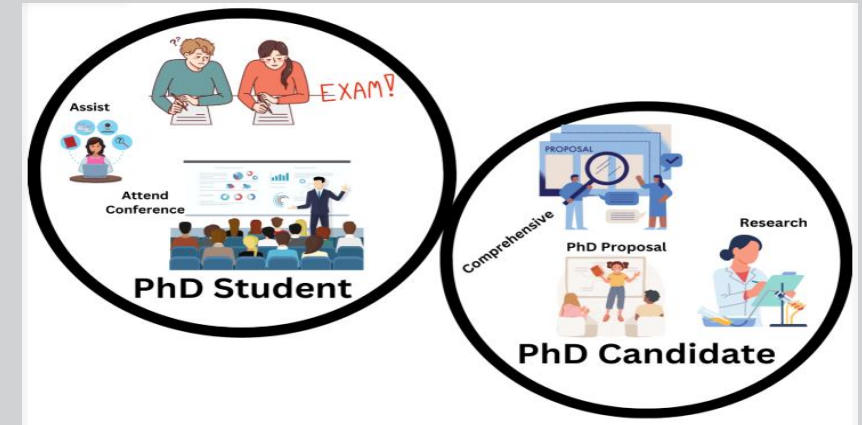 ??
EXAM!
Assist
Attend
Conference
PhD Student
PROPOSAL
Comprehensive
PhD Proposal
Research
PhD Candidate